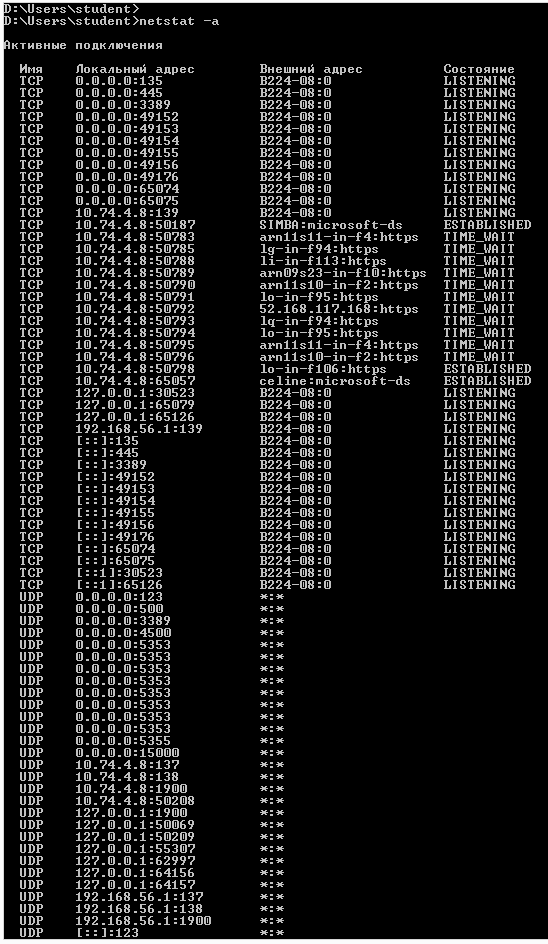 D:\Users\student>
D:\Users\student>netstat -a
Активные подключения
Имя Локальный адрес Внешний адрес Состояние
TCP 0.0.0.0:135 B224-08:0 LISTENING
TCP 0.0.0.0:445 B224-08:0 LISTENING
TCP 0.0.0.0:3389 B224-08:0 LISTENING
TCP 0.0.0.0:49152 B224-08:0 LISTENING
TCP 0.0.0.0:49153 B224-08:0 LISTENING
TCP 0.0.0.0:49154 B224-08:0 LISTENING
TCP 0.0.0.0:49155 B224-08:0 LISTENING
TCP 0.0.0.0:49156 B224-08:0 LISTENING
TCP 0.0.0.0:49176 B224-08:0 LISTENING
TCP 0.0.0.0:65074 B224-08:0 LISTENING
TCP 0.0.0.0:65075 B224-08:0 LISTENING
TCP 10.74.4.8:139 B224-08:0 LISTENING
TCP 10.74.4.8:50187 SIMBA:microsoft-ds ESTABLISHED
TCP 10.74.4.8:50783 arn11s11-in-f4:https TIME_WAIT
TCP 10.74.4.8:50785 lg-in-f94:https TIME_WAIT
TCP 10.74.4.8:50788 li-in-f113:https TIME_WAIT
TCP 10.74.4.8:50789 arn09s23-in-f10:https TIME_WAIT
TCP 10.74.4.8:50790 arn11s10-in-f2:https TIME_WAIT
TCP 10.74.4.8:50791 lo-in-f95:https TIME_WAIT
TCP 10.74.4.8:50792 52.168.117.168:https TIME_WAIT
TCP 10.74.4.8:50793 lq-in-f94:https TIME_WAIT
TCP 10.74.4.8:50794 lo-in-f95:https TIME_WAIT
TCP 10.74.4.8:50795 arn11s11-in-f4:https TIME_WAIT
TCP 10.74.4.8:50796 arn11s10-in-f2:https TIME_WAIT
TCP 10.74.4.8:50798 lo-in-f106:https ESTABLISHED
TCP 10.74.4.8:65057 celine:microsoft-ds ESTABLISHED
TCP 127.0.0.1:30523 B224-08:0 LISTENING
TCP 127.0.0.1:65079 B224-08:0 LISTENING
TCP 127.0.0.1:65126 B224-08:0 LISTENING
TCP 192.168.56.1:139 B224-08:0 LISTENING
TCP [::]:135 B224-08:0 LISTENING
TCP [::]:445 B224-08:0 LISTENING
TCP [::]:3389 B224-08:0 LISTENING
TCP [::]:49152 B224-08:0 LISTENING
TCP [::]:49153 B224-08:0 LISTENING
TCP [::]:49154 B224-08:0 LISTENING
TCP [::]:49155 B224-08:0 LISTENING
TCP [::]:49156 B224-08:0 LISTENING
TCP [::]:49176 B224-08:0 LISTENING
TCP [::]:65074 B224-08:0 LISTENING
TCP [::]:65075 B224-08:0 LISTENING
TCP [::1]:30523 B224-08:0 LISTENING
TCP [::1]:65126 B224-08:0 LISTENING
UDP 0.0.0.0:123 *:*
UDP 0.0.0.0:500 *:*
UDP 0.0.0.0:3389 *:*
UDP 0.0.0.0:4500 *:*
UDP 0.0.0.0:5353 *:*
UDP 0.0.0.0:5353 *:*
UDP 0.0.0.0:5353 *:*
UDP 0.0.0.0:5353 *:*
UDP 0.0.0.0:5353 *:*
UDP 0.0.0.0:5353 *:*
UDP 0.0.0.0:5353 *:*
UDP 0.0.0.0:5353 *:*
UDP 0.0.0.0:5355 *:*
UDP 0.0.0.0:15000 *:*
UDP 10.74.4.8:137 *:*
UDP 10.74.4.8:138 *:*
UDP 10.74.4.8:1900 *:*
UDP 10.74.4.8:50208 *:*
UDP 127.0.0.1:1900 *:*
UDP 127.0.0.1:50069 *:*
UDP 127.0.0.1:50209 *:*
UDP 127.0.0.1:55307 *:*
UDP 127.0.0.1:62997 *:*
UDP 127.0.0.1:64156 *:*
UDP 127.0.0.1:64157 *:*
UDP 192.168.56.1:137 *:*
UDP 192.168.56.1:138 *:*
UDP 192.168.56.1:1900 *:*
UDP [::]:123 *:*